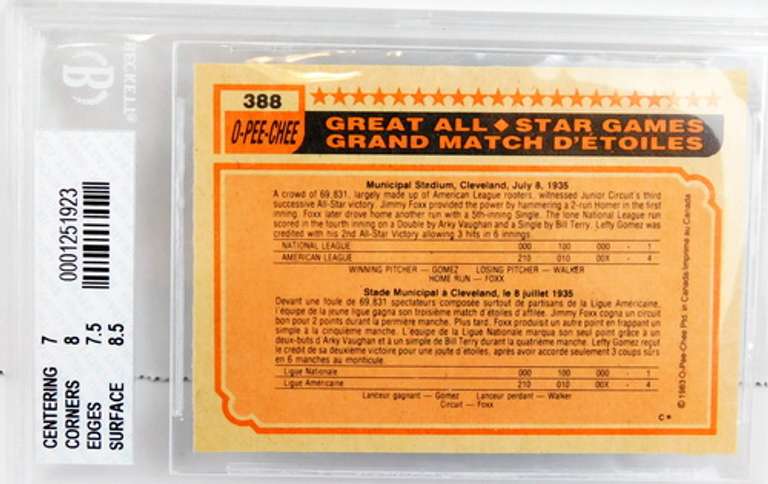 BECKETT
B
0001251923
CENTERING 7
CORNERS 8
EDGES 7.5
SURFACE 8.5
388
O-PEE-CHEE
GREAT ALL◆STAR GAMES
GRAND MATCH D'ÉTOILES
Municipal Stadium, Cleveland, July 8, 1935
A crowd of 69,831, largely made up of American League rooters, witnessed Junior Circuit's third
successive All-Star victory. Jimmy Foxx provided the power by hammering a 2-run Homer in the first
inning. Foxx later drove home another run with a 5th-inning Single. The lone National League run
scored in the fourth inning on a Double by Arky Vaughan and a Single by Bill Terry. Lefty Gomez was
credited with his 2nd All-Star Victory allowing 3 hits in 6 innings.
NATIONAL LEAGUE 000 100 000 - 1
AMERICAN LEAGUE 210 010 00X - 4
WINNING PITCHER — GOMEZ LOSING PITCHER — WALKER
HOME RUN — FOXX
Stade Municipal à Cleveland, le 8 juillet 1935
Devant une foule de 69,831 spectateurs composée surtout de partisans de la Ligue Américaine,
l'équipe de la jeune ligue gagna son troisième match d'étoiles d'affilée. Jimmy Foxx cogna un circuit
bon pour 2 points durant la perimière manche. Plus tard, Foxx produisit un autre point en frappant un
simple à la cinquième manche. L'équipe de la Ligue Nationale marqua son seul point grâce à un
deux-buts d'Arky Vaughan et à un simple de Bill Terry durant la quatrième manche. Lefty Gomez reçut
le crédit de sa deuxième victoire pour une joute d'étoiles, après avoir accordé seulement 3 coups sûrs
en 6 manches au monticule.
Ligue Nationale 000 100 000 - 1
Ligue Américaine 210 010 00X - 4
Lanceur gagnant — Gomez Lanceur perdant — Walker
Circuit — Foxx
C*
© 1983 O-Pee-Chee Ptd. in Canada Imprimé au Canada